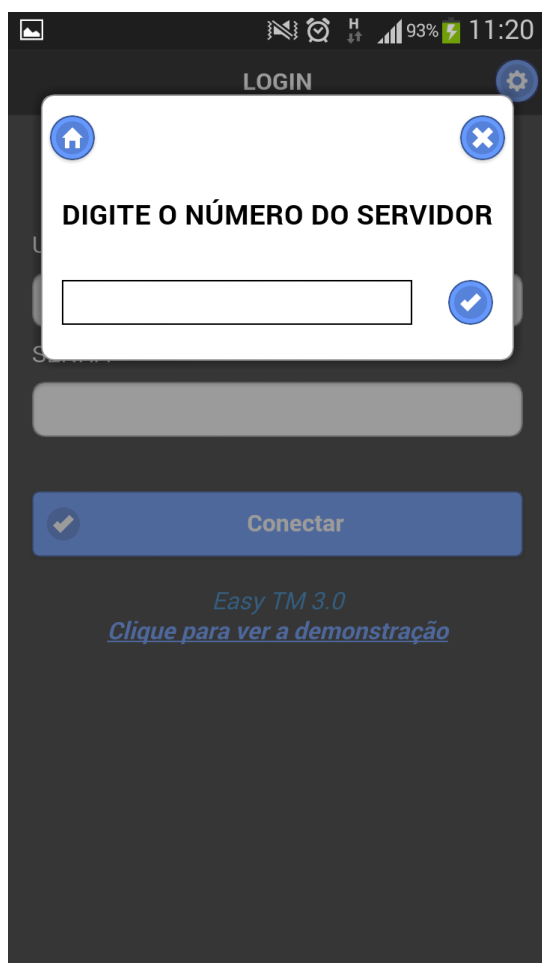 H 93% 11:20
LOGIN
DIGITE O NÚMERO DO SERVIDOR
Conectar
Easy TM 3.0
Clique para ver a demonstração